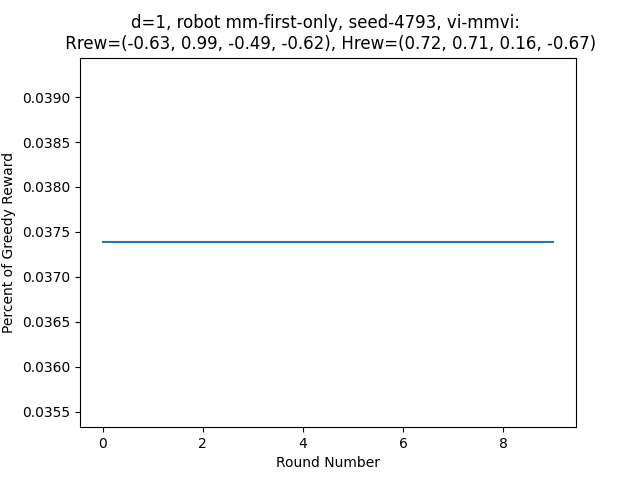 d=1, robot mm-first-only, seed-4793, vi-mmvi:
Rrew=(-0.63, 0.99, -0.49, -0.62), Hrew=(0.72, 0.71, 0.16, -0.67)
Percent of Greedy Reward
0.0390
0.0385
0.0380
0.0375
0.0370
0.0365
0.0360
0.0355
0 2 4 6 8
Round Number